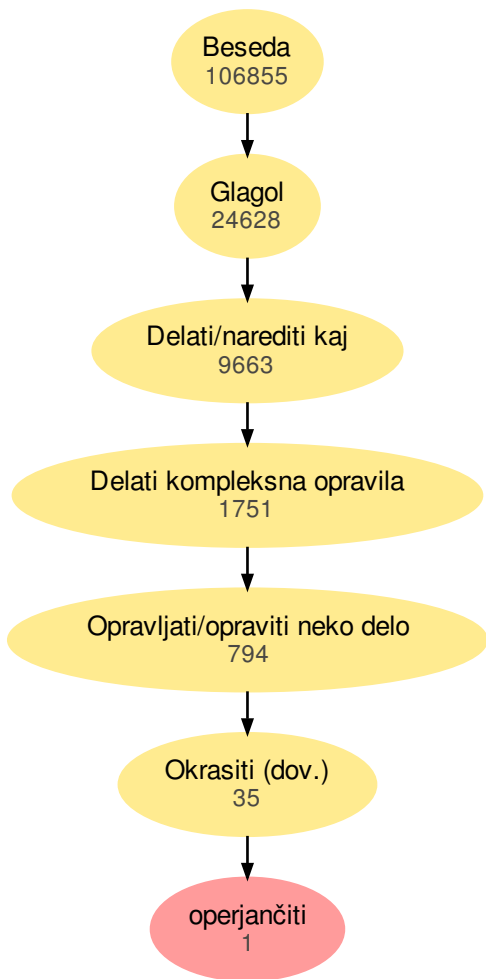 Beseda
106855
Glagol
24628
Delati/narediti kaj
9663
Delati kompleksna opravila
1751
Opravljati/opraviti neko delo
794
Okrasiti (dov.)
35
operjančiti
1